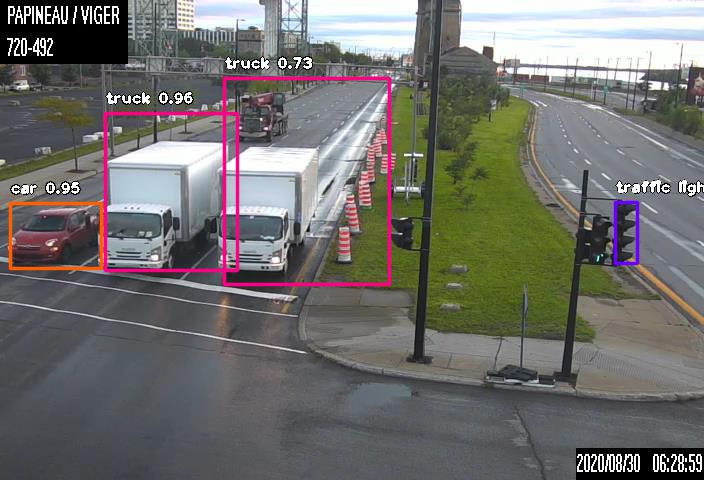 PAPINEAU / VIGER
720-492
truck 0.73
truck 0.96
car 0.95
traffic ligh
2020/08/30 06:28:59